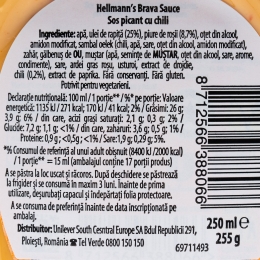 Hellmann's Brava Sauce
Sos picant cu chili
Ingrediente: apă, ulei de rapiță (25%), piure de roșii (8,7%), oțet din alcool,
amidon modificat, sambal oelek (chili, apă, sare, oțet din alcool, amidon modificat),
zahăr, gălbenuș de OU, muștar (apă, semințe de MUȘTAR, oțet din alcool, sare, arome,
condimente), sare, ardei gras roșu, usturoi, extract de drojdie,
chili (0,2%), extract de paprika. Fără conservanți. Fără gluten.
Potrivit pentru vegetarieni.
Declarație nutrițională: 100 ml / 1 porție** / %* pe porție: Valoare
energetică: 1135 kJ / 271 kcal; 170 kJ / 41 kcal; 2% / Grăsimi: 26 g;
3,9 g; 6% / din care, acizi grași saturați: 2,1 g; 0,3 g; 2% /
Glucide: 7,2 g; 1,1 g; <1% / din care, zaharuri: 3,6 g; 0,5 g; 1% /
Proteine: 0,9 g; <0,5g; <1% / Sare: 1,9 g; 0,29 g; 5%.
*% Consumul de referință al unui adult obișnuit (8400 kJ / 2000 kcal)
/ 1 porție** = 15 ml (ambalajul conține 17 porții produs)
A se păstra la loc uscat și răcoros. După deschidere se păstrează
la frigider și se consumă în maxim 3 luni. Înainte de prima
utilizare, desprindeți capacul și îndepărtați folia protectoare.
A se consuma de preferință înainte de data inscripționată pe
ambalaj.
Distribuitor: Unilever South Central Europe SA Bdul Republicii 291,
Ploiești, România ☎ Tel Verde 0800 150 150
69711493
8 712566 398966
250 ml e
255 g